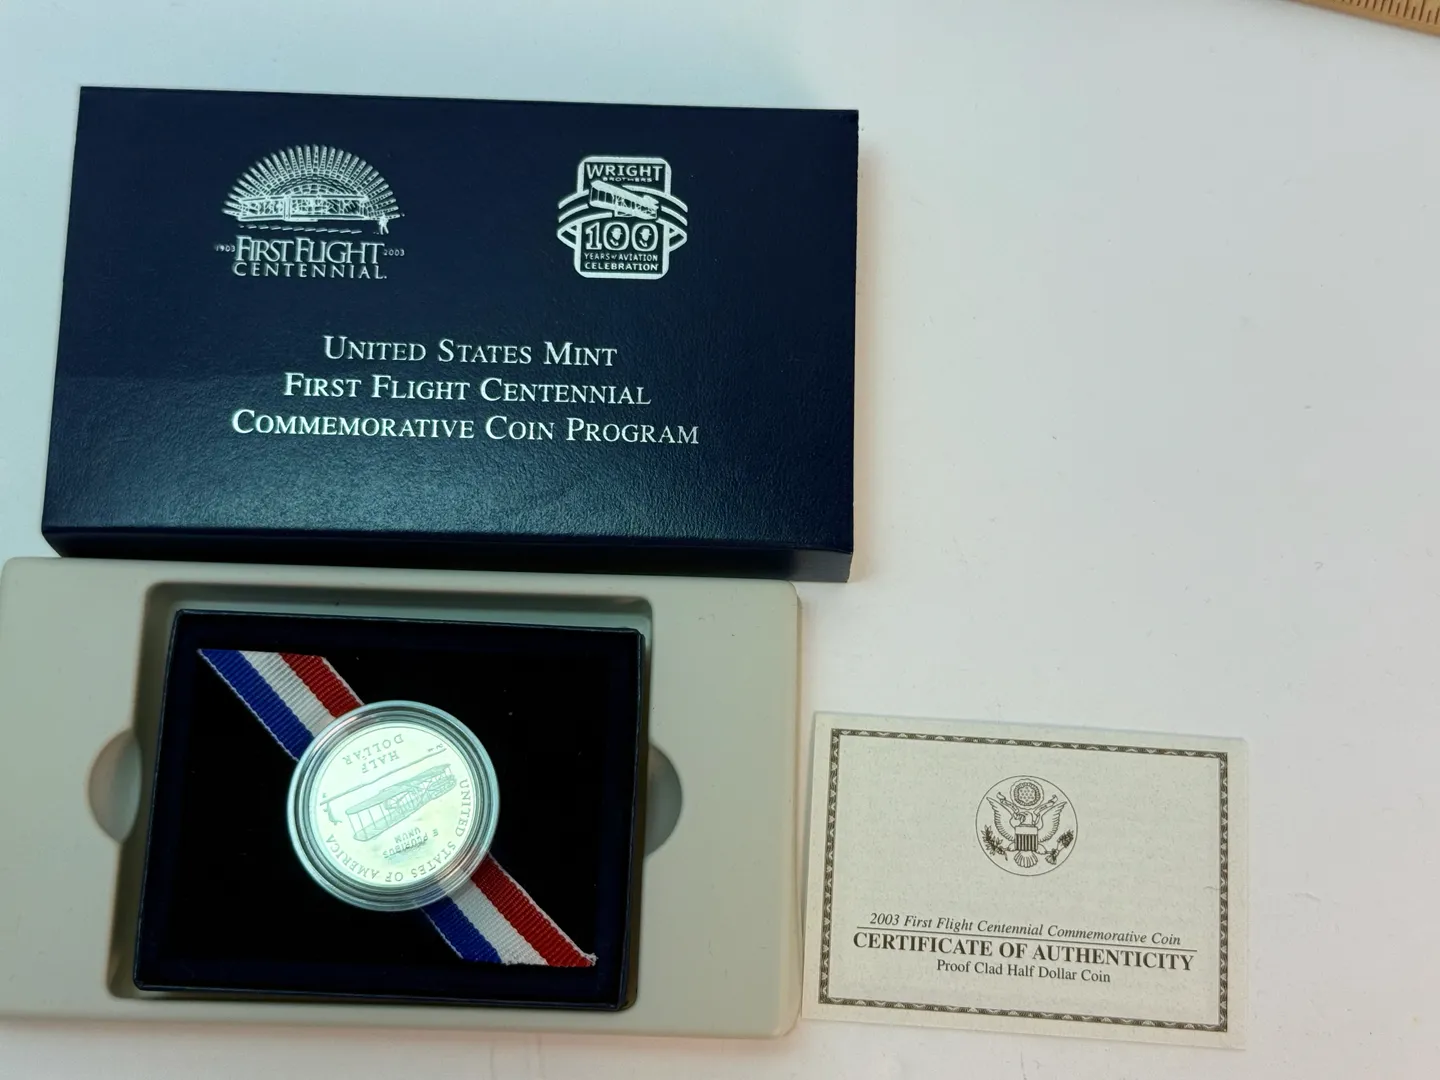 1903 FIRST FLIGHT 2003
CENTENNIAL
WRIGHT
BROTHERS
100
YEARS of AVIATION
CELEBRATION
UNITED STATES MINT
FIRST FLIGHT CENTENNIAL
COMMEMORATIVE COIN PROGRAM
HALF
DOLLAR
E PLURIBUS
UNUM
UNITED STATES OF AMERICA
2003 First Flight Centennial Commemorative Coin
CERTIFICATE OF AUTHENTICITY
Proof Clad Half Dollar Coin